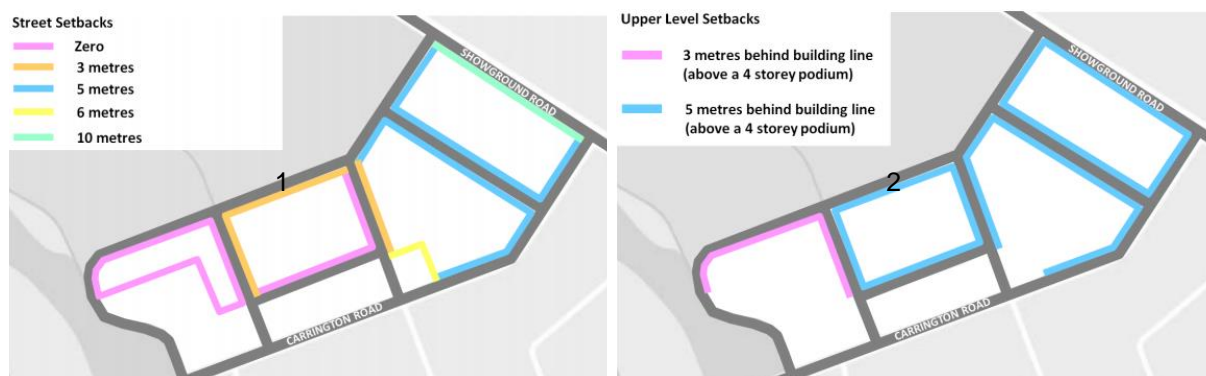 Street Setbacks
Zero
3 metres
5 metres
6 metres
10 metres
SHOWGROUND ROAD
1
CARRINGTON ROAD
Upper Level Setbacks
3 metres behind building line
(above a 4 storey podium)
5 metres behind building line
(above a 4 storey podium)
SHOWGROUND ROAD
2
CARRINGTON ROAD